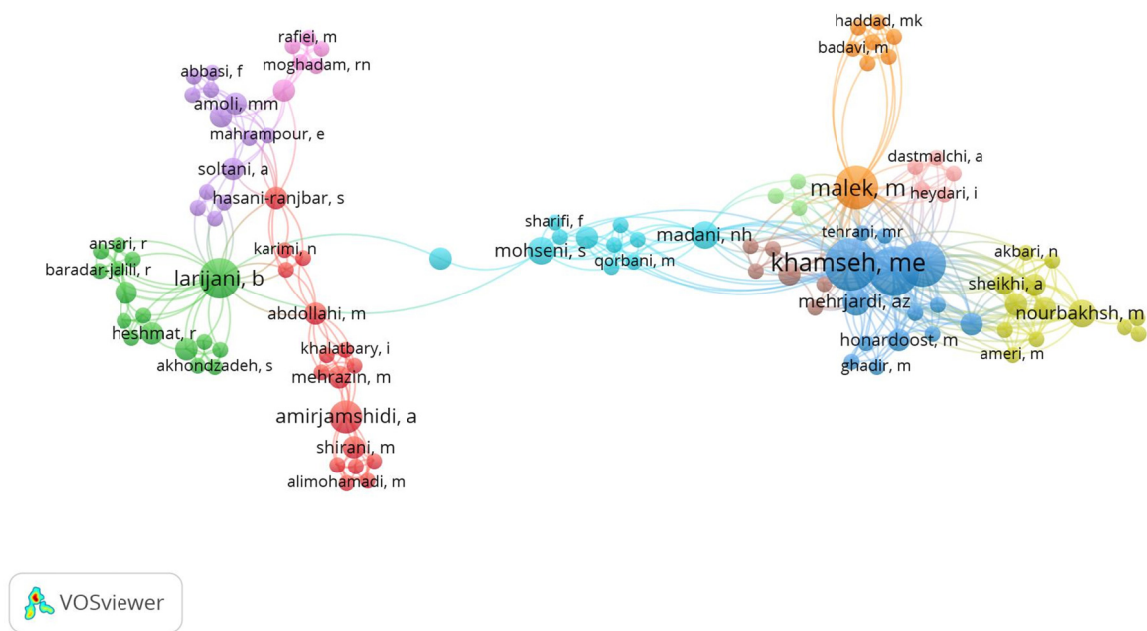 haddad, mk
rafiei, m
badavi, m
moghadam, rn
abbasi, f
amoli, mm
mahrampour, e
dastmalchi, a
soltani, a
malek, m
heydari, i
hasani-ranjbar, s
sharifi, f
tehrani, mr
madani, nh
ansari, r
karimi, n
mohseni, s
akbari, n
qorbani, m
khamseh, me
baradar-jalili, r
larijani, b
sheikhi, a
mehrjardi, az
abdollahi, m
nourbakhsh, m
heshmat, r
honardoost, m
khalatbary, i
ameri, m
akhondzadeh, s
ghadir, m
mehrazin, m
amirjamshidi, a
shirani, m
alimohamadi, m
VOSviewer